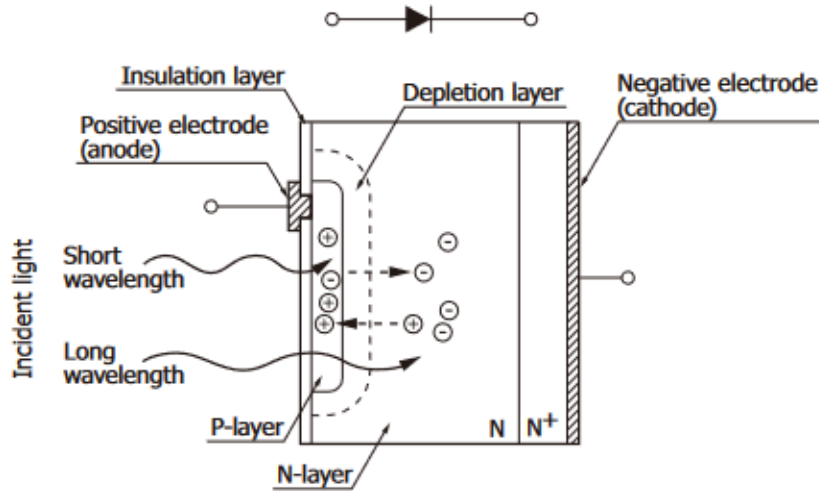 Insulation layer
Depletion layer
Negative electrode
(cathode)
Positive electrode
(anode)
Incident light
Short
wavelength
Long
wavelength
P-layer
N
N+
N-layer